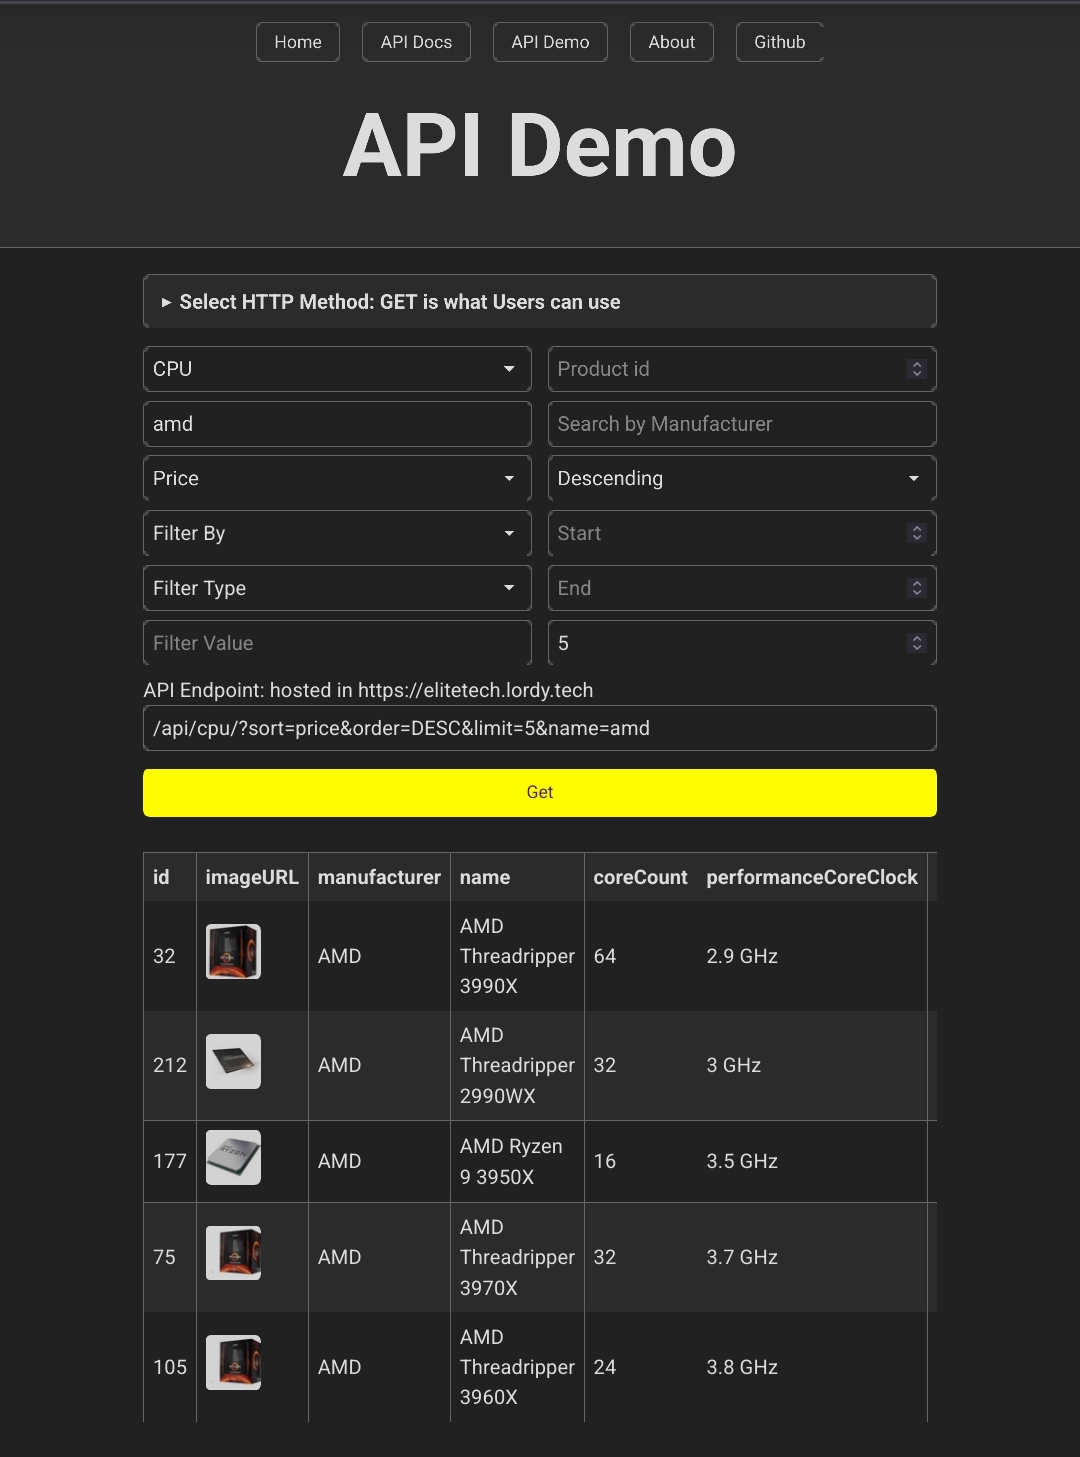 Home API Docs API Demo About Github
API Demo
▸ Select HTTP Method: GET is what Users can use
CPU Product id
amd Search by Manufacturer
Price Descending
Filter By Start
Filter Type End
Filter Value 5
API Endpoint: hosted in https://elitetech.lordy.tech
/api/cpu/?sort=price&order=DESC&limit=5&name=amd
Get
id imageURL manufacturer name coreCount performanceCoreClock
32 AMD AMD Threadripper 3990X 64 2.9 GHz
212 AMD AMD Threadripper 2990WX 32 3 GHz
177 AMD AMD Ryzen 9 3950X 16 3.5 GHz
75 AMD AMD Threadripper 3970X 32 3.7 GHz
105 AMD AMD Threadripper 3960X 24 3.8 GHz